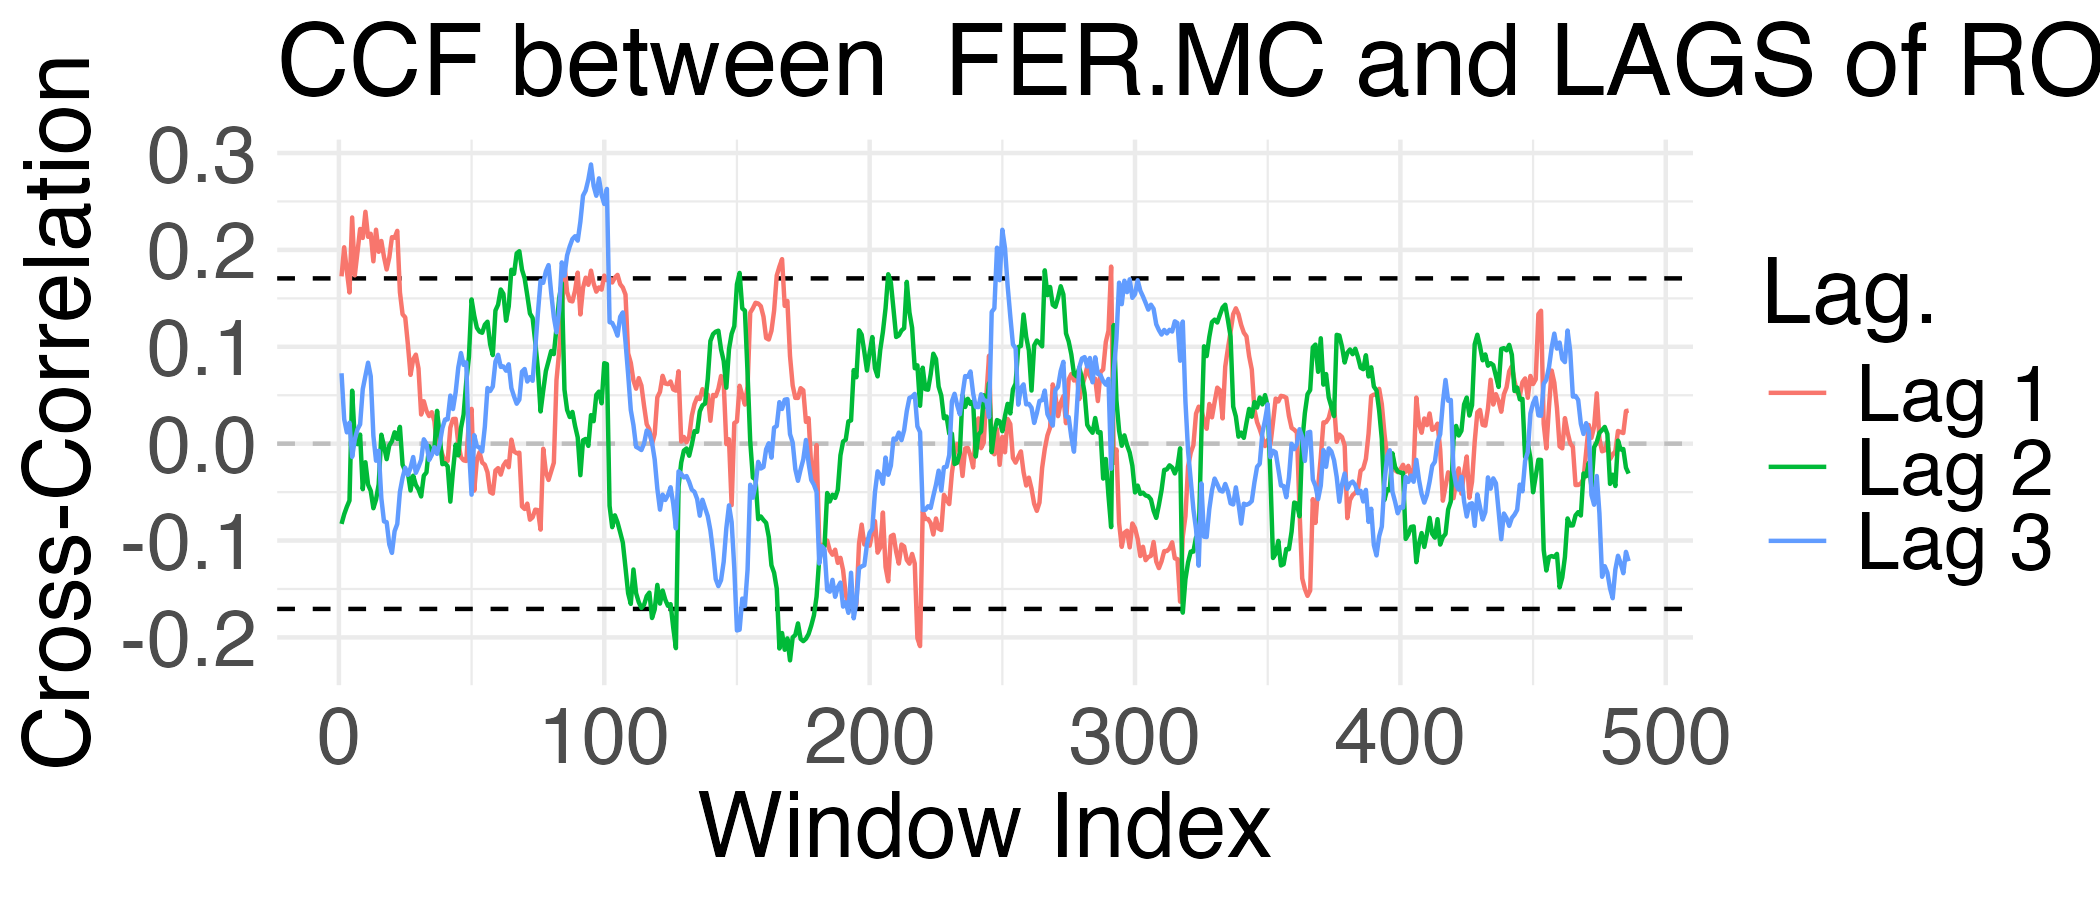 CCF between FER.MC and LAGS of RO
Cross-Correlation
0.3
0.2
0.1
0.0
-0.1
-0.2
0 100 200 300 400 500
Window Index
Lag.
Lag 1
Lag 2
Lag 3